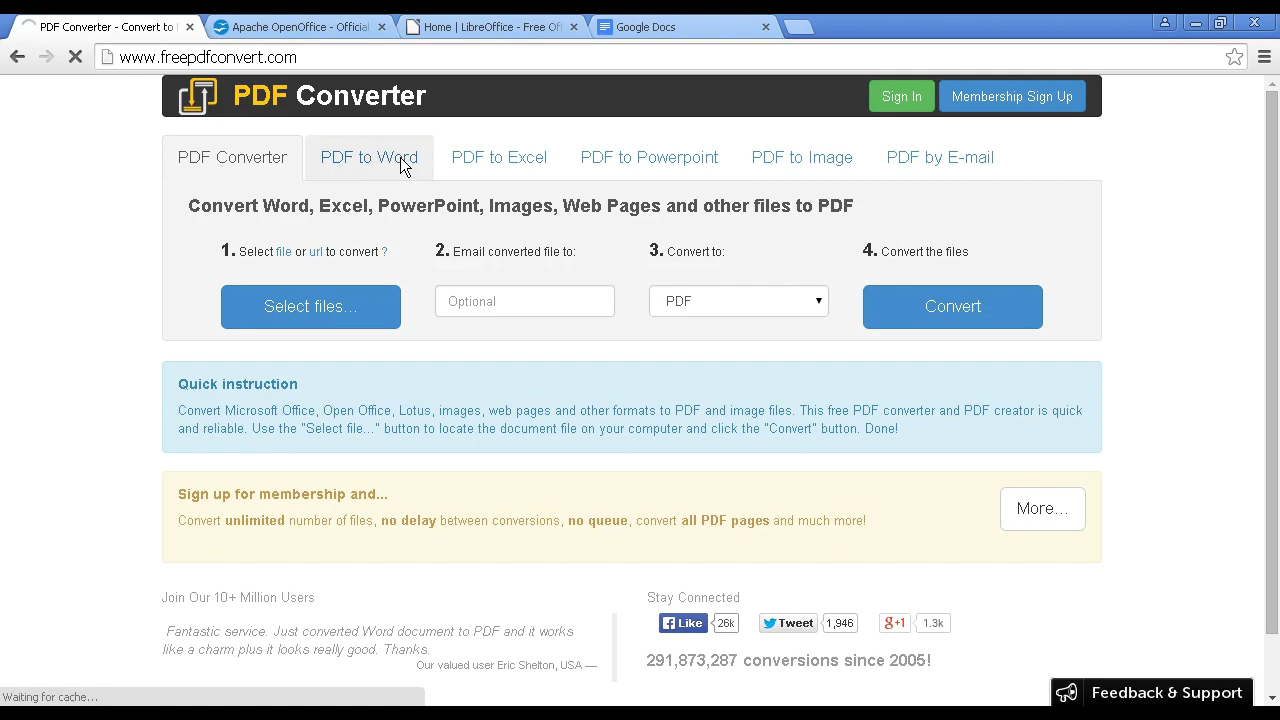 PDF Converter - Convert to
Apache OpenOffice - Official
Home | LibreOffice - Free Off
Google Docs
www.freepdfconvert.com
PDF Converter
Sign In
Membership Sign Up
PDF Converter
PDF to Word
PDF to Excel
PDF to Powerpoint
PDF to Image
PDF by E-mail
Convert Word, Excel, PowerPoint, Images, Web Pages and other files to PDF
1. Select file or url to convert ?
2. Email converted file to:
3. Convert to:
4. Convert the files
Select files...
Optional
PDF
Convert
Quick instruction
Convert Microsoft Office, Open Office, Lotus, images, web pages and other formats to PDF and image files. This free PDF converter and PDF creator is quick
and reliable. Use the "Select file..." button to locate the document file on your computer and click the "Convert" button. Done!
Sign up for membership and...
Convert unlimited number of files, no delay between conversions, no queue, convert all PDF pages and much more!
More...
Join Our 10+ Million Users
Fantastic service. Just converted Word document to PDF and it works
like a charm plus it looks really good. Thanks.
Our valued user Eric Shelton, USA —
Stay Connected
Like
26k
Tweet
1,946
g+1
1.3k
291,873,287 conversions since 2005!
Waiting for cache...
Feedback & Support